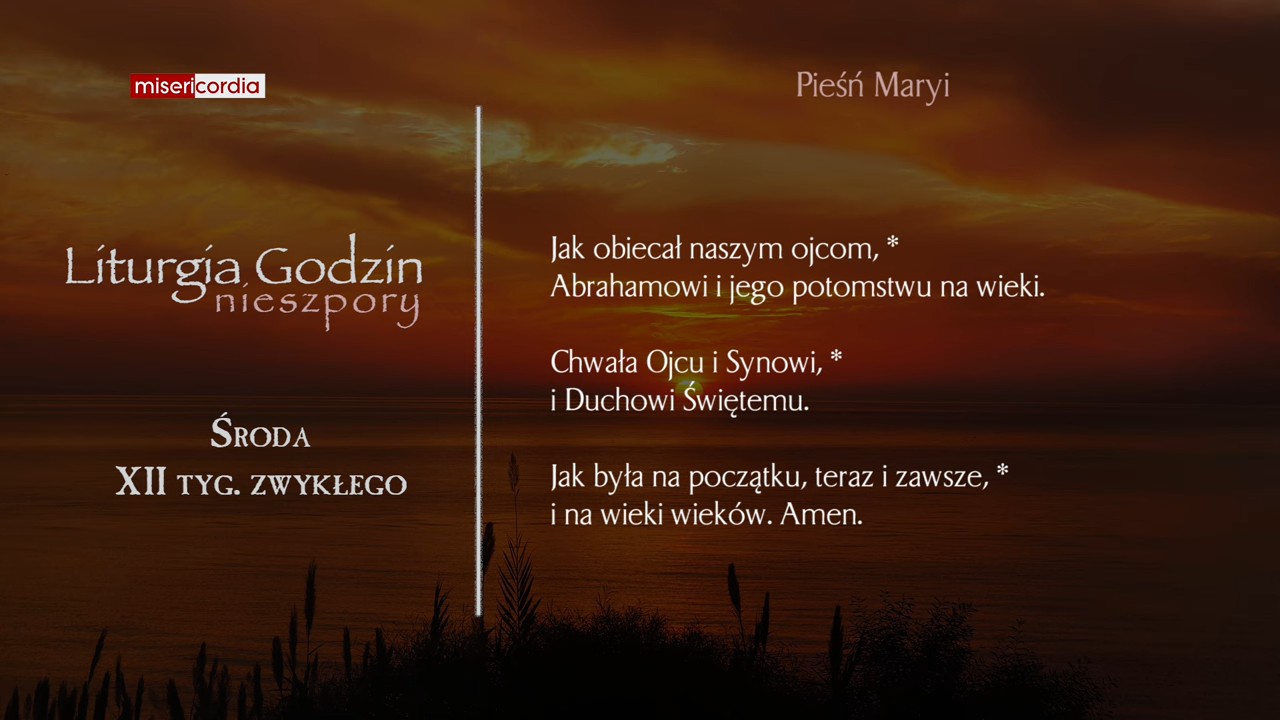 misericordia
Liturgia Godzin
nieszpory
Środa
XII tyg. zwykłego
Pieśń Maryi
Jak obiecał naszym ojcom, *
Abrahamowi i jego potomstwu na wieki.
Chwała Ojcu i Synowi, *
i Duchowi Świętemu.
Jak była na początku, teraz i zawsze, *
i na wieki wieków. Amen.